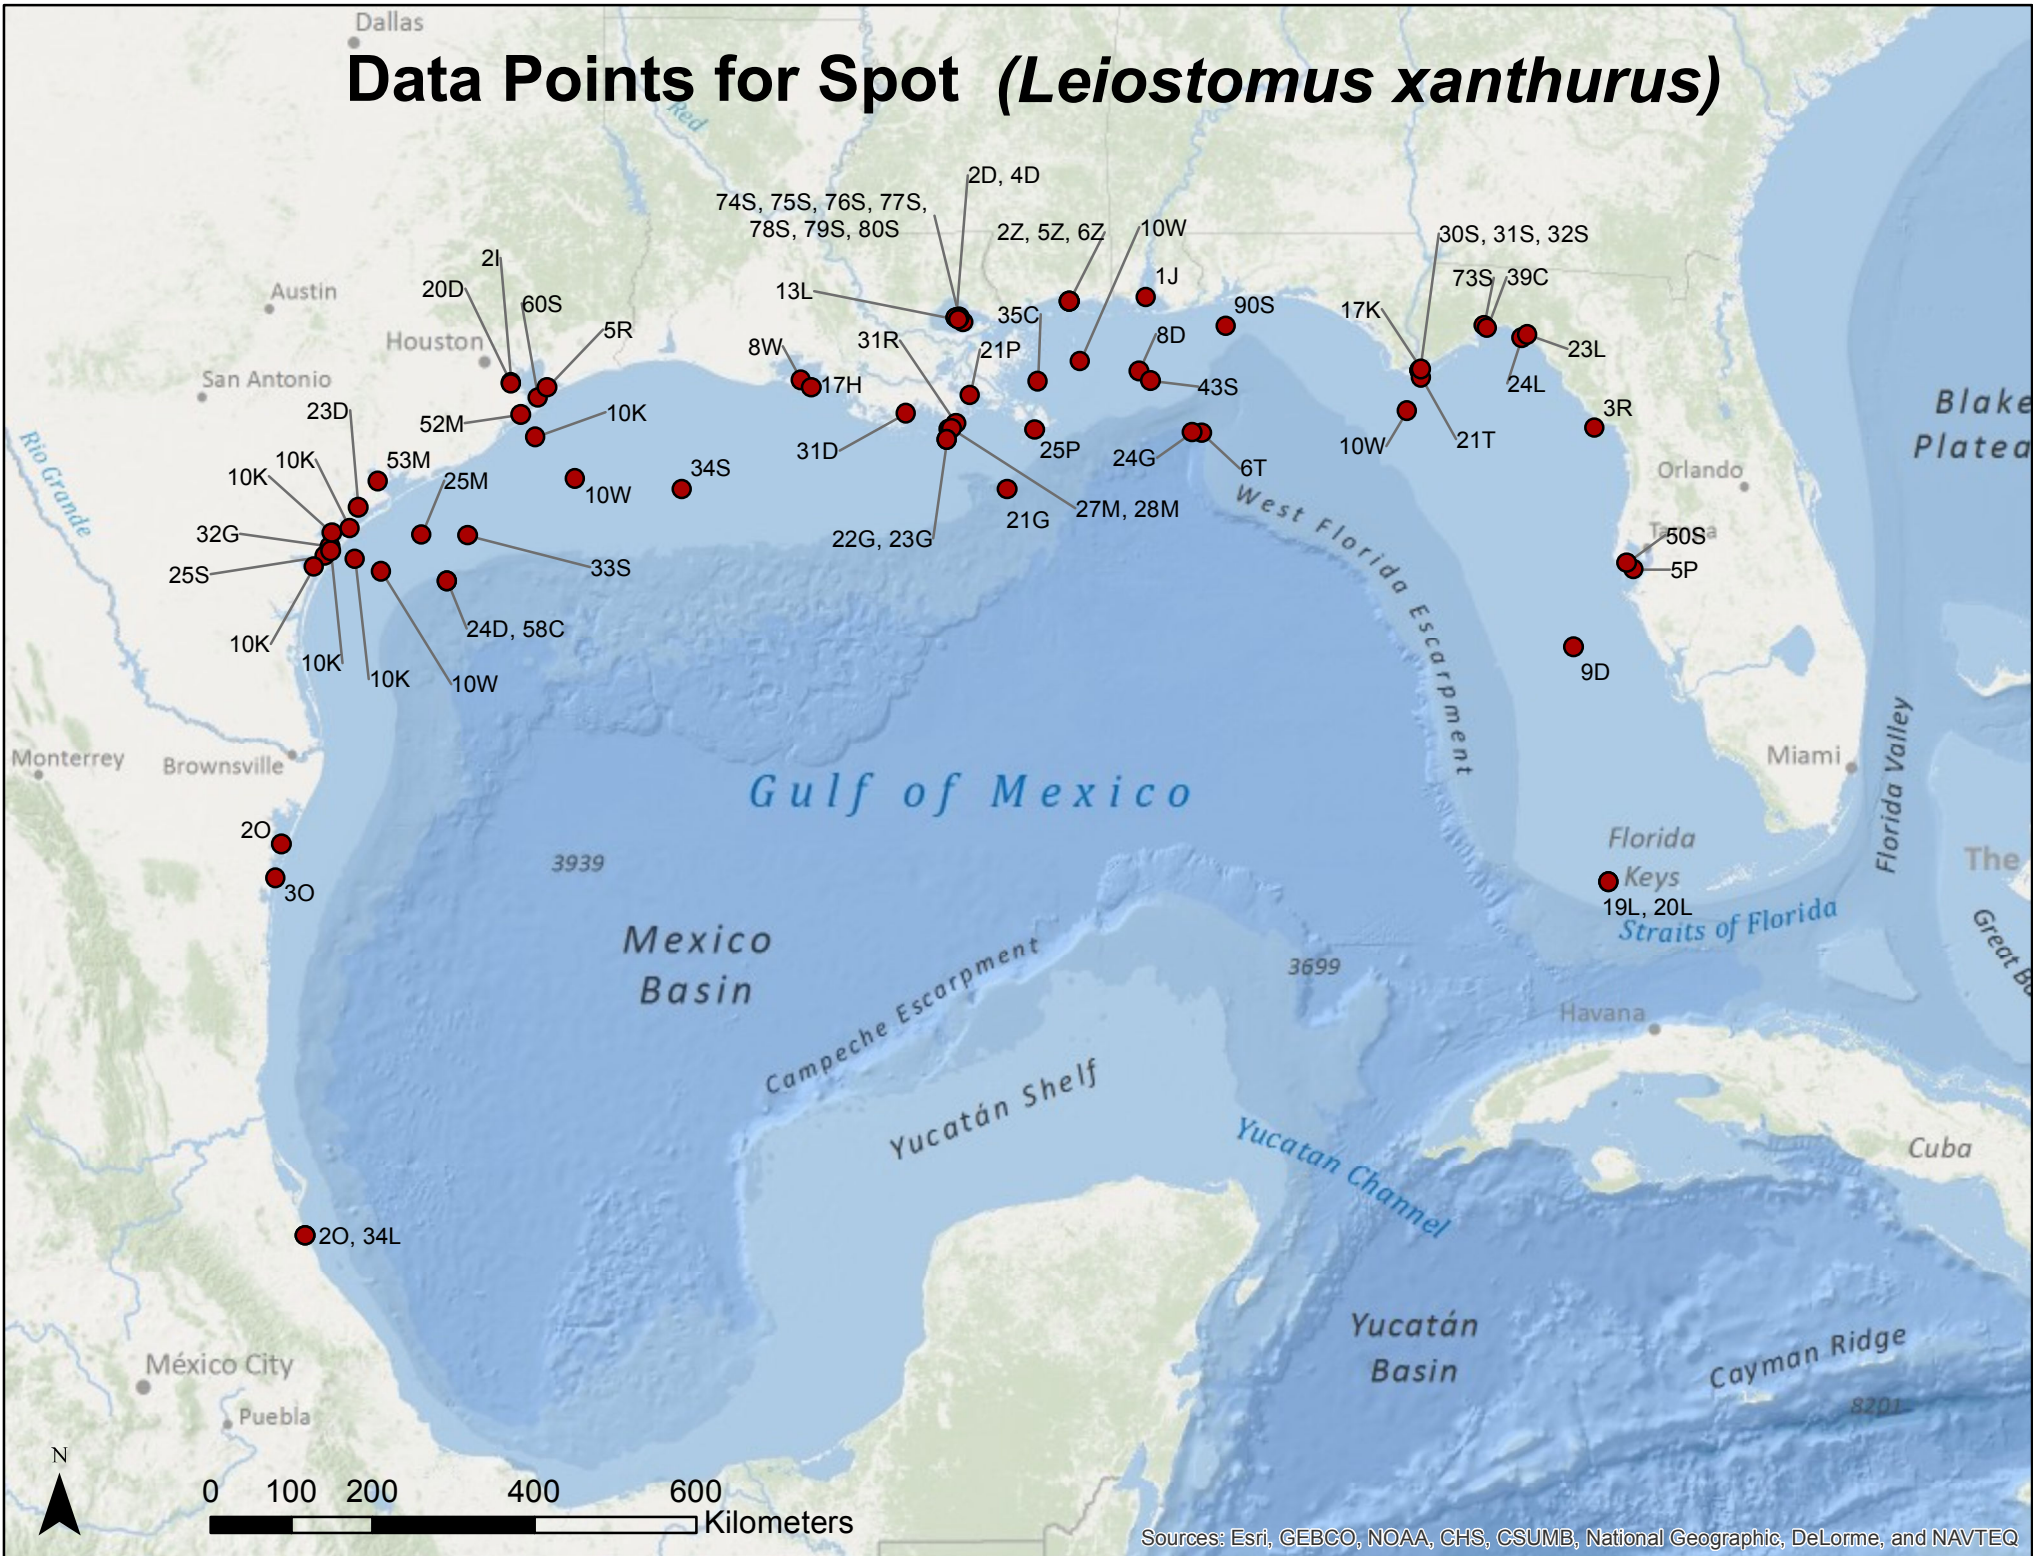 Dallas
Data Points for Spot (Leiostomus xanthurus)
Red
2D, 4D
74S, 75S, 76S, 77S,
78S, 79S, 80S
2Z, 5Z, 6Z
10W
30S, 31S, 32S
2I
20D
60S
5R
13L
1J
73S
39C
Austin
Houston
35C
90S
17K
8W
31R
21P
8D
23L
San Antonio
17H
43S
24L
23D
52M
10K
3R
Blake
Platea
31D
25P
24G
6T
10W
21T
Rio Grande
10K
10K
53M
25M
10W
34S
Orlando
21G
27M, 28M
West Florida Escarpment
32G
22G, 23G
Tampa
50S
25S
33S
5P
10K
24D, 58C
10K
10K
10W
9D
Monterrey
Brownsville
Miami
Florida Valley
Gulf of Mexico
2O
3O
3939
Florida
Keys
The
19L, 20L
Straits of Florida
Great Ba
Mexico
Basin
Campeche Escarpment
3699
Havana
Yucatán Shelf
Yucatan Channel
Cuba
2O, 34L
Yucatán
Basin
Cayman Ridge
8201
México City
Puebla
N
0 100 200 400 600
Kilometers
Sources: Esri, GEBCO, NOAA, CHS, CSUMB, National Geographic, DeLorme, and NAVTEQ